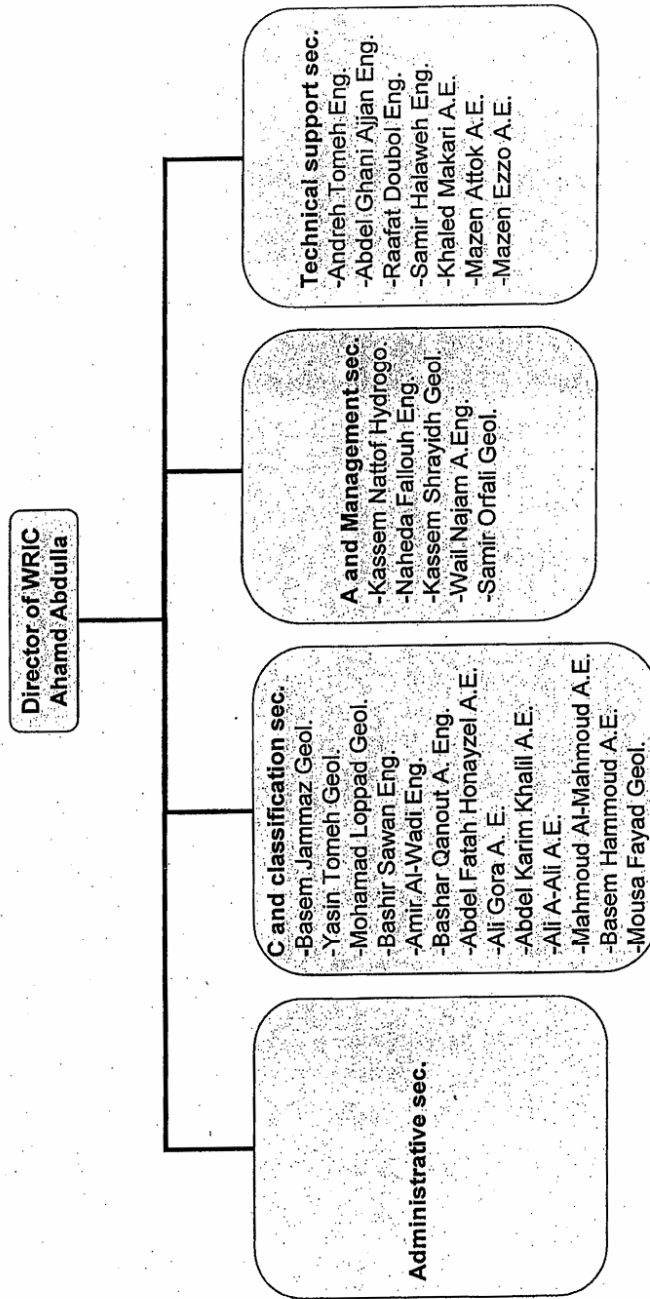 Director of WRIC
Ahamd Abdulla
Administrative sec.
C and classification sec.
-Basem Jammaz Geol.
-Yasin Tomeh Geol.
-Mohamad Loppad Geol.
-Bashir Sawan Eng.
-Amir Al-Wadi Eng.
-Bashar Qanout A. Eng.
-Abdel Fatah Honayzel A.E.
-Ali Gora A. E.
-Abdel Karim Khalil A.E.
-Ali A-Ali A.E.
-Mahmoud Al-Mahmoud A.E.
-Basem Hammoud A.E.
-Mousa Fayad Geol.
A and Management sec.
-Kassem Nattof Hydrogo.
-Naheda Fallouh Eng.
-Kassem Shrayidh Geol.
-Wail Najam A.Eng.
-Samir Orfali Geol.
Technical support sec.
-Andreh Tomeh Eng.
-Abdel Ghani Ajjan Eng.
-Raafat Doubol Eng.
-Samir Halaweh Eng.
-Khaled Makari A.E.
-Mazen Attok A.E.
-Mazen Ezzo A.E.